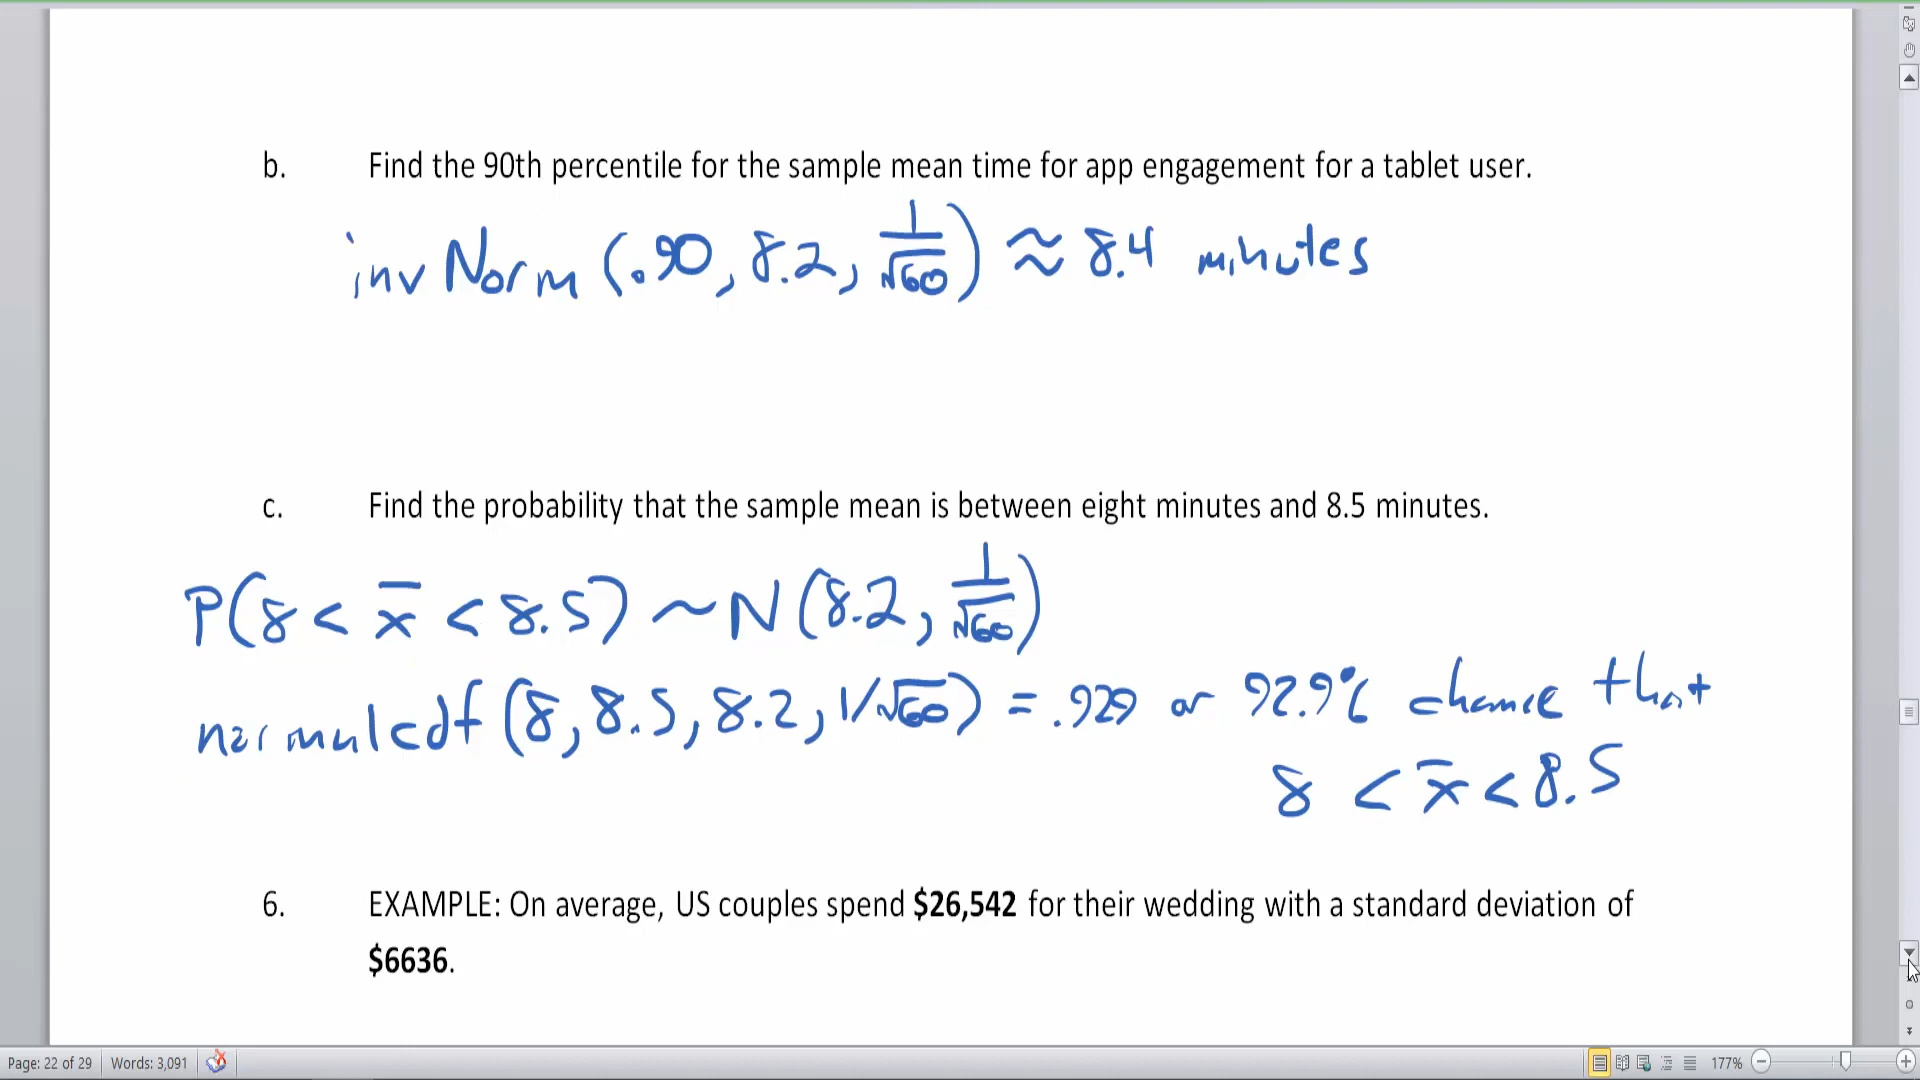 b. Find the 90th percentile for the sample mean time for app engagement for a tablet user.
invNorm (.90, 8.2, 1/√60) ≈ 8.4 minutes
c. Find the probability that the sample mean is between eight minutes and 8.5 minutes.
P(8 < x̄ < 8.5) ~ N (8.2, 1/√60)
normalcdf (8, 8.5, 8.2, 1/√60) = .929 or 92.9% chance that
8 < x̄ < 8.5
6. EXAMPLE: On average, US couples spend $26,542 for their wedding with a standard deviation of
$6636.
Page: 22 of 29 Words: 3,091 177%